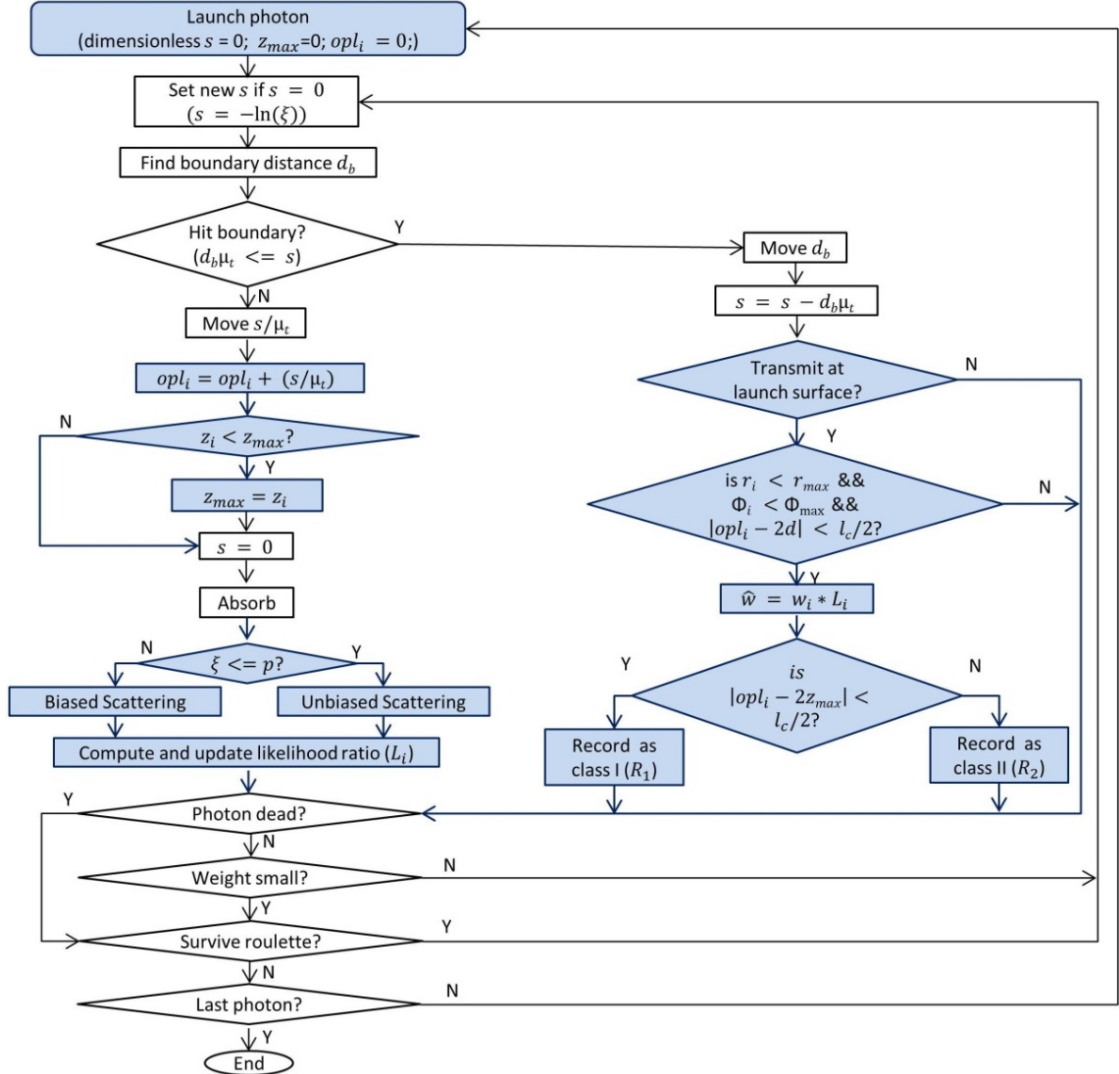 Launch photon
(dimensionless s = 0; z_max=0; opl_i = 0;)
Set new s if s = 0
(s = -ln(ξ))
Find boundary distance d_b
Hit boundary?
(d_bμ_t <= s)
Y
N
Move s/μ_t
opl_i = opl_i + (s/μ_t)
N
z_i < z_max?
Y
z_max = z_i
s = 0
Absorb
N
ξ <= p?
Y
Biased Scattering
Unbiased Scattering
Compute and update likelihood ratio (L_i)
Move d_b
s = s − d_bμ_t
Transmit at
launch surface?
N
Y
is r_i < r_max &&
Φ_i < Φ_max &&
|opl_i − 2d| < l_c/2?
N
Y
ŵ = w_i * L_i
Y
is
|opl_i − 2z_max| <
l_c/2?
N
Record as
class I (R_1)
Record as
class II (R_2)
Y
Photon dead?
N
Weight small?
N
Y
Survive roulette?
Y
N
Last photon?
N
Y
End